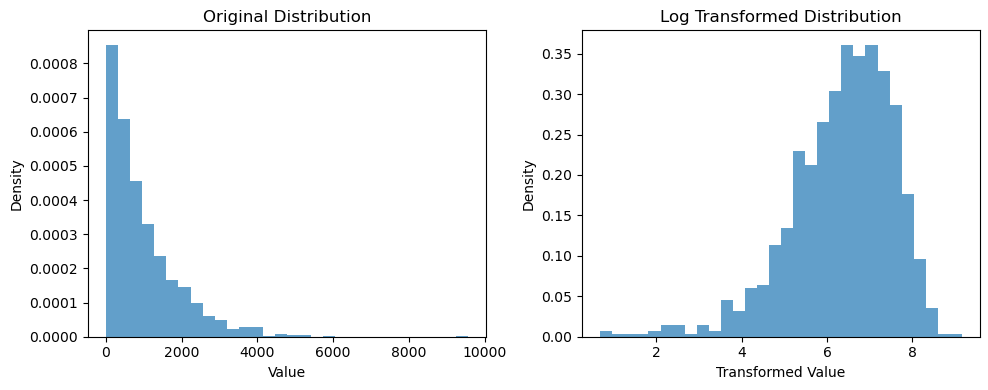 Original Distribution
Density
0.0008
0.0007
0.0006
0.0005
0.0004
0.0003
0.0002
0.0001
0.0000
0 2000 4000 6000 8000 10000
Value
Log Transformed Distribution
Density
0.35
0.30
0.25
0.20
0.15
0.10
0.05
0.00
2 4 6 8
Transformed Value